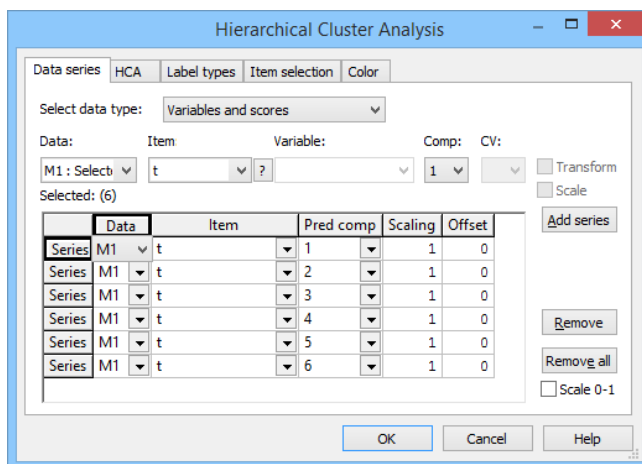 Hierarchical Cluster Analysis
Data series HCA Label types Item selection Color
Select data type: Variables and scores
Data: Item Variable: Comp: CV:
M1 : Select t ? 1 Transform
Scale
Selected: (6)
Data Item Pred comp Scaling Offset Add series
Series M1 t 1 1 0
Series M1 t 2 1 0
Series M1 t 3 1 0
Series M1 t 4 1 0 Remove
Series M1 t 5 1 0
Series M1 t 6 1 0 Remove all
Scale 0-1
OK Cancel Help